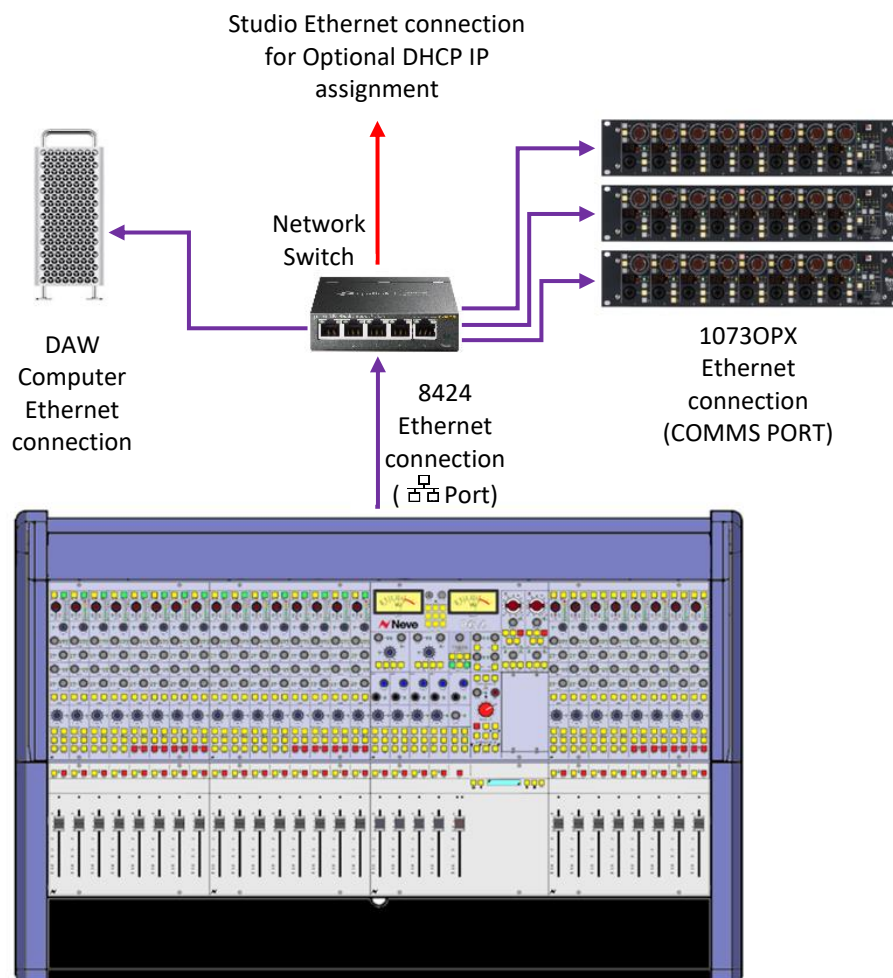 Studio Ethernet connection
for Optional DHCP IP
assignment
Network
Switch
DAW
Computer
Ethernet
connection
1073OPX
Ethernet
connection
(COMMS PORT)
8424
Ethernet
connection
( Port)
Neve